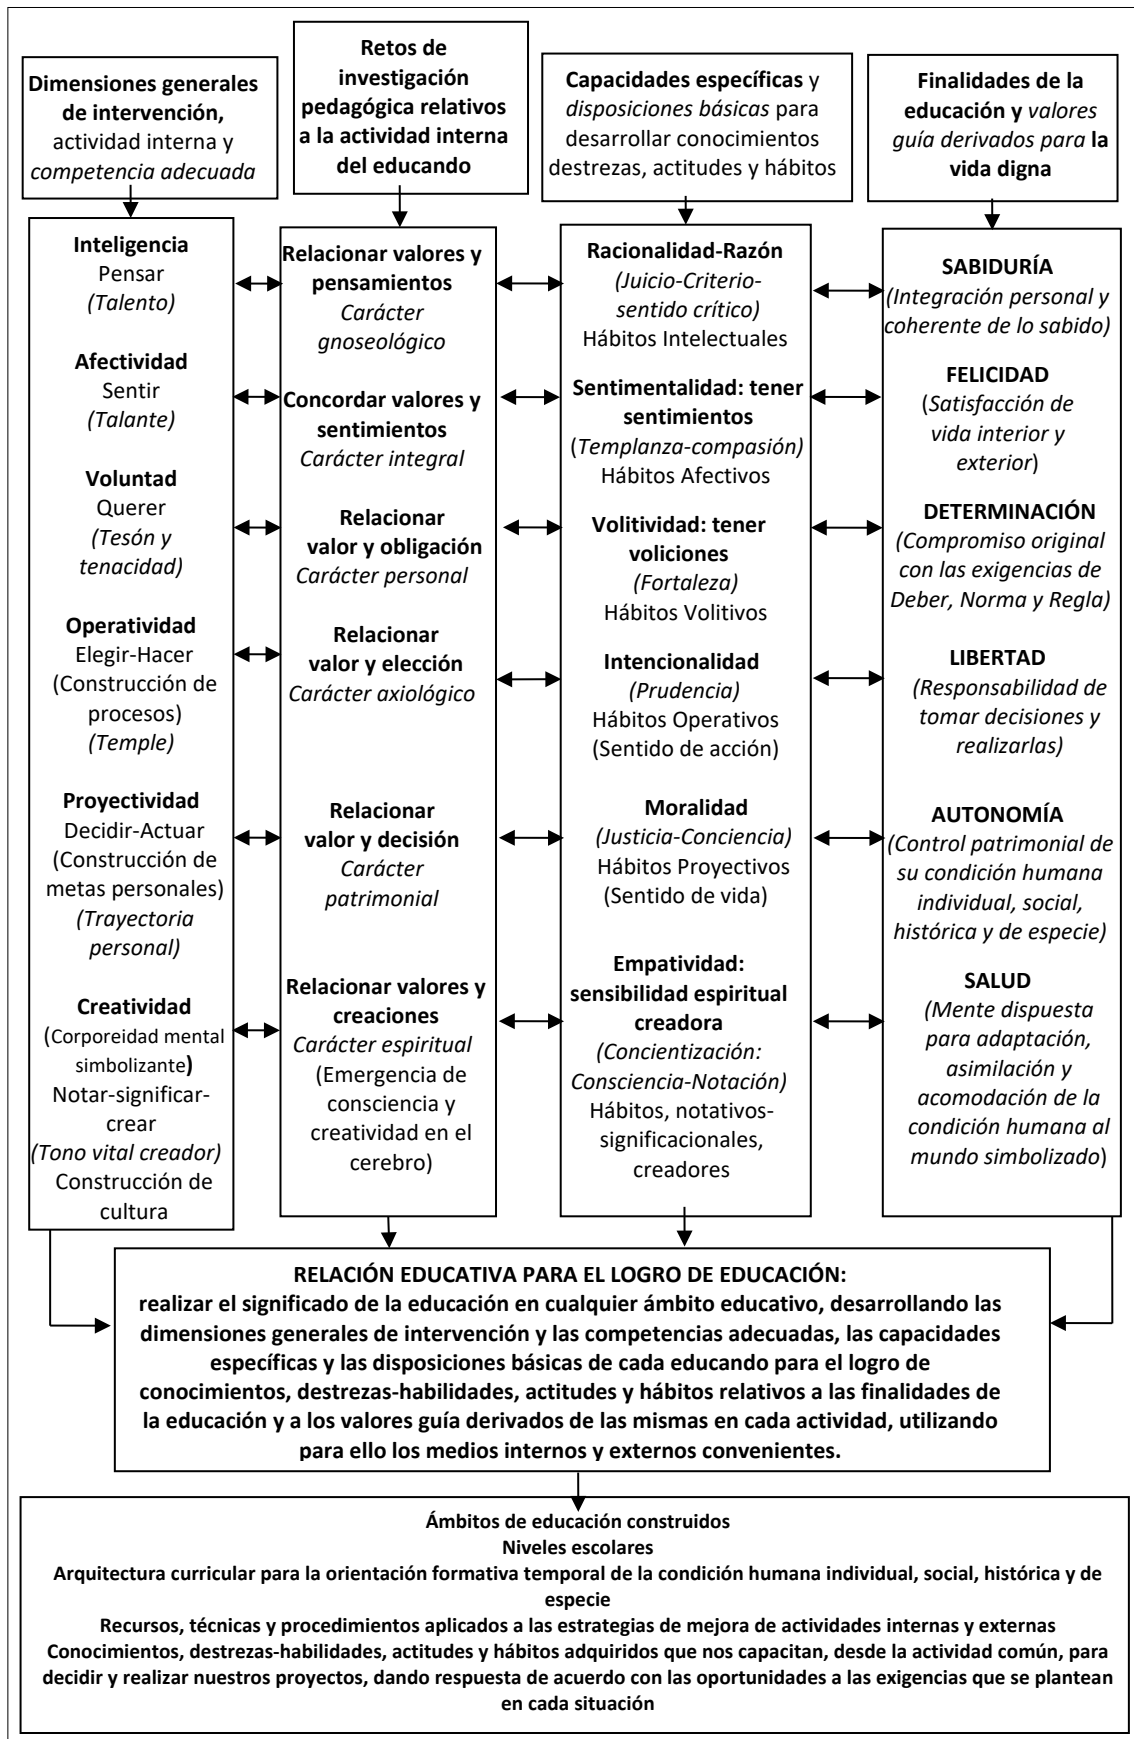 Dimensiones generales
de intervención,
actividad interna y
competencia adecuada
Retos de
investigación
pedagógica relativos
a la actividad interna
del educando
Capacidades específicas y
disposiciones básicas para
desarrollar conocimientos
destrezas, actitudes y hábitos
Finalidades de la
educación y valores
guía derivados para la
vida digna
Inteligencia
Pensar
(Talento)
Afectividad
Sentir
(Talante)
Voluntad
Querer
(Tesón y
tenacidad)
Operatividad
Elegir-Hacer
(Construcción de
procesos)
(Temple)
Proyectividad
Decidir-Actuar
(Construcción de
metas personales)
(Trayectoria
personal)
Creatividad
(Corporeidad mental
simbolizante)
Notar-significar-
crear
(Tono vital creador)
Construcción de
cultura
Relacionar valores y
pensamientos
Carácter
gnoseológico
Concordar valores y
sentimientos
Carácter integral
Relacionar
valor y obligación
Carácter personal
Relacionar
valor y elección
Carácter axiológico
Relacionar
valor y decisión
Carácter
patrimonial
Relacionar valores y
creaciones
Carácter espiritual
(Emergencia de
consciencia y
creatividad en el
cerebro)
Racionalidad-Razón
(Juicio-Criterio-
sentido crítico)
Hábitos Intelectuales
Sentimentalidad: tener
sentimientos
(Templanza-compasión)
Hábitos Afectivos
Volitividad: tener
voliciones
(Fortaleza)
Hábitos Volitivos
Intencionalidad
(Prudencia)
Hábitos Operativos
(Sentido de acción)
Moralidad
(Justicia-Conciencia)
Hábitos Proyectivos
(Sentido de vida)
Empatividad:
sensibilidad espiritual
creadora
(Concientización:
Consciencia-Notación)
Hábitos, notativos-
significacionales,
creadores
SABIDURÍA
(Integración personal y
coherente de lo sabido)
FELICIDAD
(Satisfacción de
vida interior y
exterior)
DETERMINACIÓN
(Compromiso original
con las exigencias de
Deber, Norma y Regla)
LIBERTAD
(Responsabilidad de
tomar decisiones y
realizarlas)
AUTONOMÍA
(Control patrimonial de
su condición humana
individual, social,
histórica y de especie)
SALUD
(Mente dispuesta
para adaptación,
asimilación y
acomodación de la
condición humana al
mundo simbolizado)
RELACIÓN EDUCATIVA PARA EL LOGRO DE EDUCACIÓN:
realizar el significado de la educación en cualquier ámbito educativo, desarrollando las
dimensiones generales de intervención y las competencias adecuadas, las capacidades
específicas y las disposiciones básicas de cada educando para el logro de
conocimientos, destrezas-habilidades, actitudes y hábitos relativos a las finalidades de
la educación y a los valores guía derivados de las mismas en cada actividad, utilizando
para ello los medios internos y externos convenientes.
Ámbitos de educación construidos
Niveles escolares
Arquitectura curricular para la orientación formativa temporal de la condición humana individual, social, histórica y de
especie
Recursos, técnicas y procedimientos aplicados a las estrategias de mejora de actividades internas y externas
Conocimientos, destrezas-habilidades, actitudes y hábitos adquiridos que nos capacitan, desde la actividad común, para
decidir y realizar nuestros proyectos, dando respuesta de acuerdo con las oportunidades a las exigencias que se plantean
en cada situación